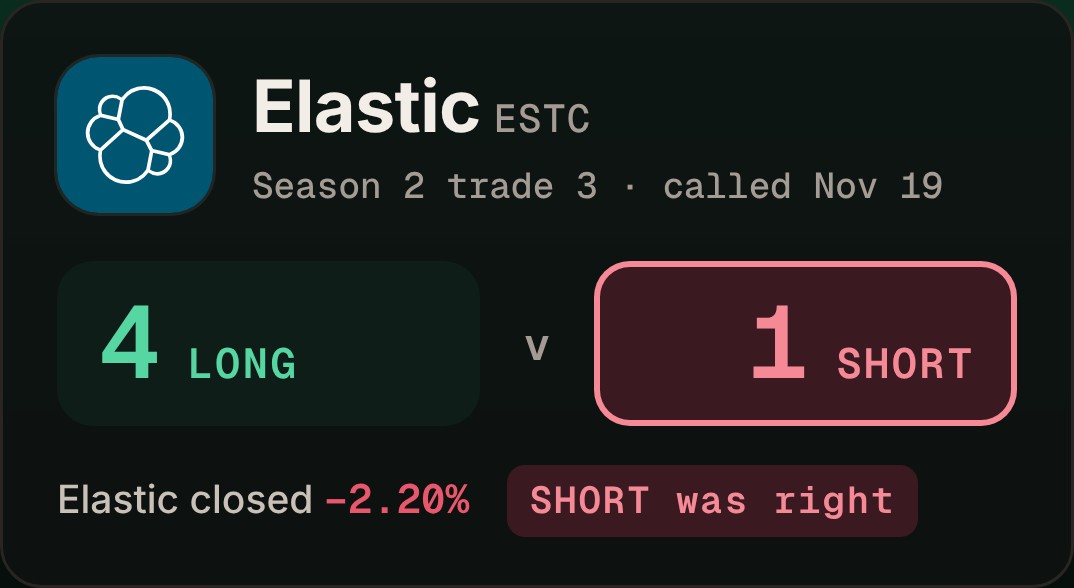 Elastic ESTC
Season 2 trade 3 · called Nov 19
4 LONG v 1 SHORT
Elastic closed −2.20% SHORT was right